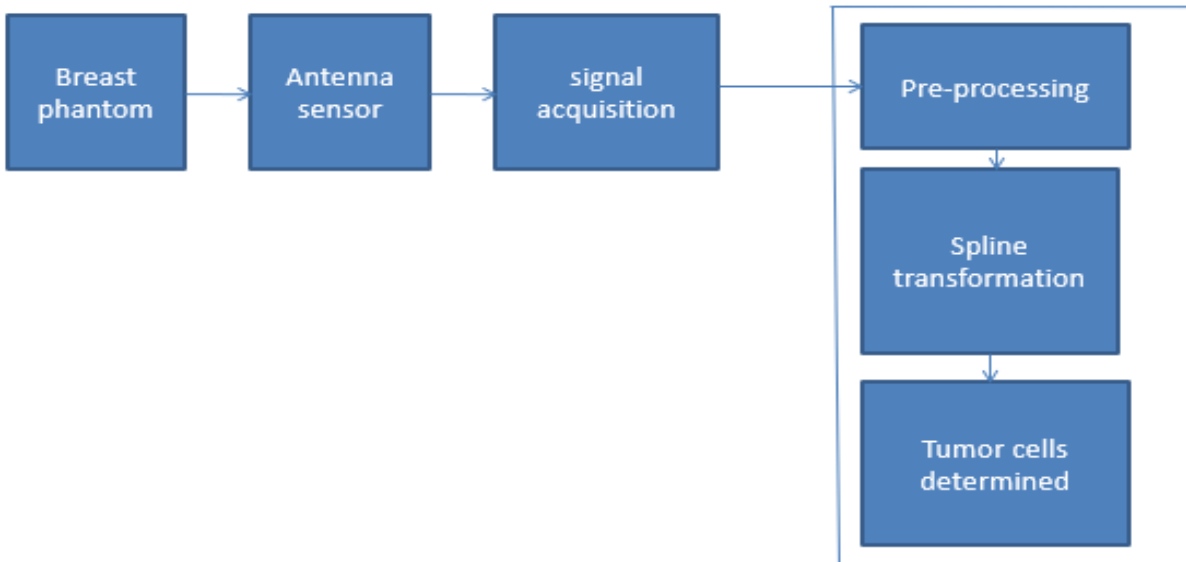 Breast
phantom
Antenna
sensor
signal
acquisition
Pre-processing
Spline
transformation
Tumor cells
determined